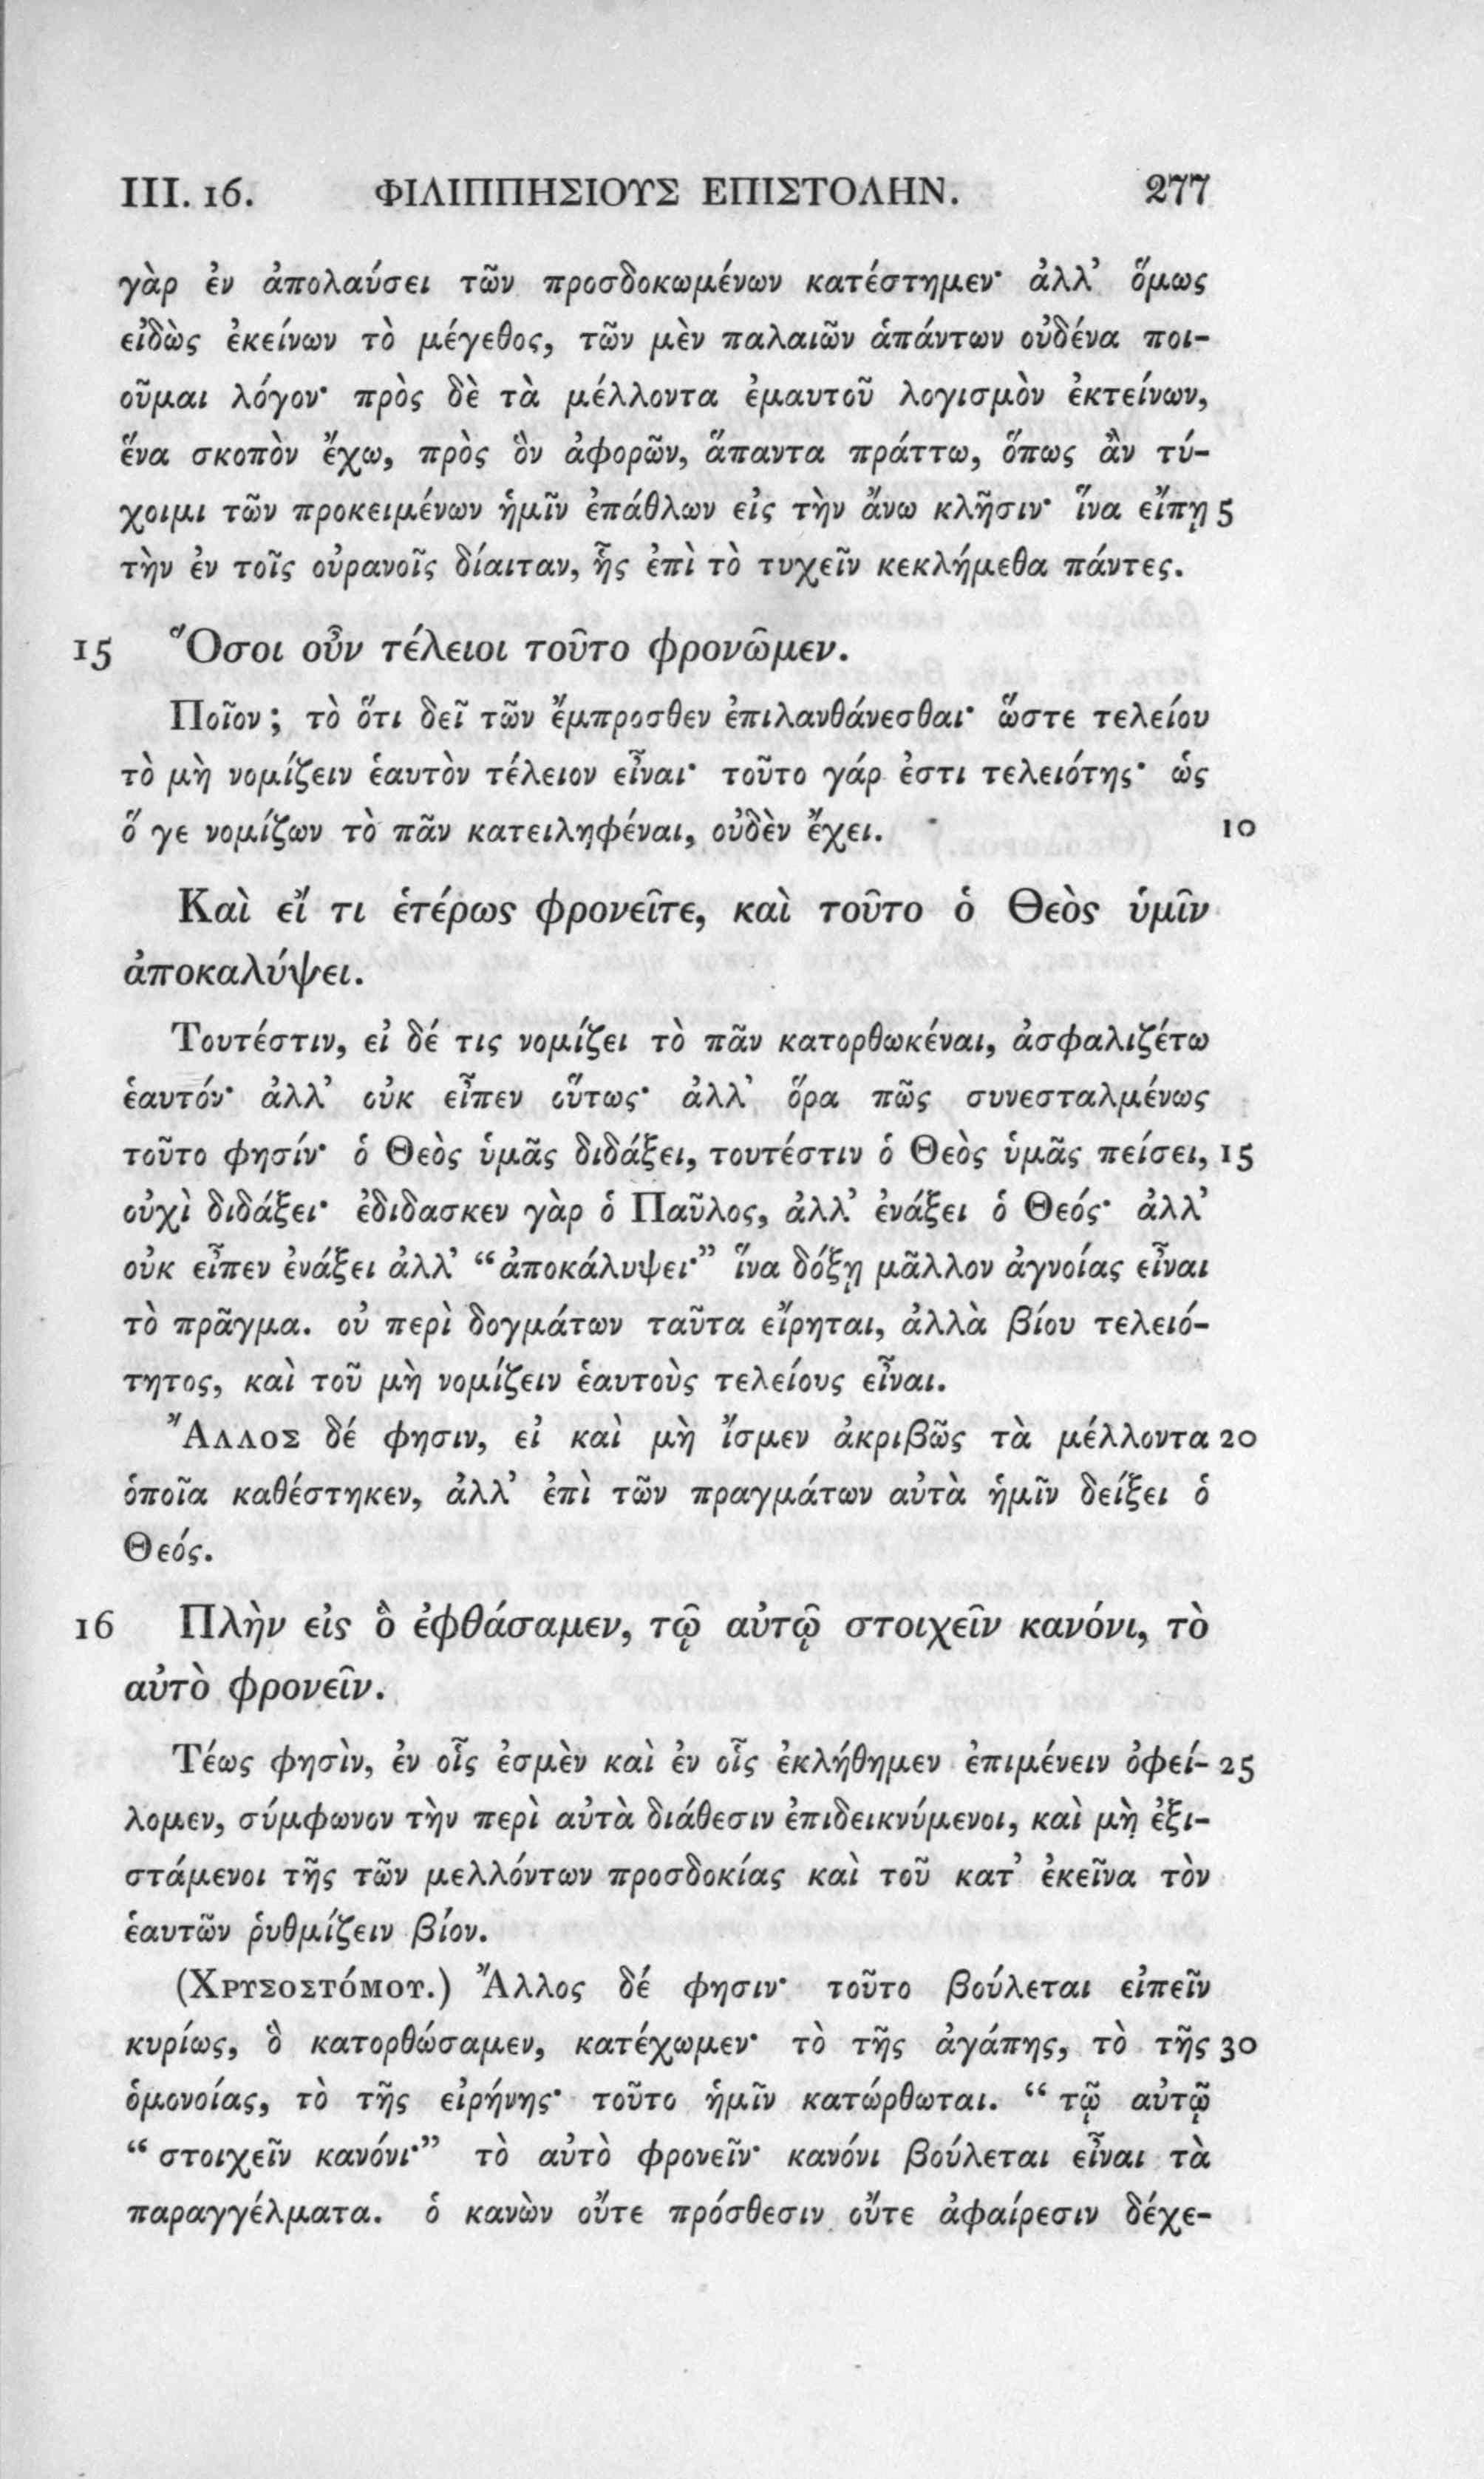 III. 16. ΦΙΛΙΠΠΗΣΙΟΥΣ ΕΠΙΣΤΟΛΗΝ. 277
γὰρ ἐν ἀπολαύσει τῶν προσδοκωμένων κατέστημεν· ἀλλ’ ὅμως
εἰδὼς ἐκείνων τὸ μέγεθος, τῶν μὲν παλαιῶν ἁπάντων οὐδένα ποι-
οῦμαι λόγον· πρὸς δὲ τὰ μέλλοντα ἐμαυτοῦ λογισμὸν ἐκτείνων,
ἕνα σκοπὸν ἔχω, πρὸς ὃν ἀφορῶν, ἅπαντα πράττω, ὅπως ἂν τύ-
χοιμι τῶν προκειμένων ἡμῖν ἐπάθλων εἰς τὴν ἄνω κλῆσιν· ἵνα εἴπῃ 5
τὴν ἐν τοῖς οὐρανοῖς δίαιταν, ἧς ἐπὶ τὸ τυχεῖν κεκλήμεθα πάντες.
15 Ὅσοι οὖν τέλειοι τοῦτο φρονῶμεν.
Ποῖον; τὸ ὅτι δεῖ τῶν ἔμπροσθεν ἐπιλανθάνεσθαι· ὥστε τελείου
τὸ μὴ νομίζειν ἑαυτὸν τέλειον εἶναι· τοῦτο γάρ ἐστι τελειότης· ὡς
ὅ γε νομίζων τὸ πᾶν κατειληφέναι, οὐδὲν ἔχει. 10
Καὶ εἴ τι ἑτέρως φρονεῖτε, καὶ τοῦτο ὁ Θεὸς ὑμῖν
ἀποκαλύψει.
Τουτέστιν, εἰ δέ τις νομίζει τὸ πᾶν κατορθωκέναι, ἀσφαλιζέτω
ἑαυτόν· ἀλλ’ οὐκ εἶπεν οὕτως· ἀλλ’ ὅρα πῶς συνεσταλμένως
τοῦτο φησίν· ὁ Θεὸς ὑμᾶς διδάξει, τουτέστιν ὁ Θεὸς ὑμᾶς πείσει, 15
οὐχὶ διδάξει· ἐδιδασκεν γὰρ ὁ Παῦλος, ἀλλ’ ἐνάξει ὁ Θεός· ἀλλ’
οὐκ εἶπεν ἐνάξει ἀλλ’ “ἀποκάλυψει·” ἵνα δόξῃ μᾶλλον ἀγνοίας εἶναι
τὸ πρᾶγμα. οὐ περὶ δογμάτων ταῦτα εἴρηται, ἀλλὰ βίου τελειό-
τητος, καὶ τοῦ μὴ νομίζειν ἑαυτοὺς τελείους εἶναι.
Ἄλλος δέ φησιν, εἰ καὶ μὴ ἴσμεν ἀκριβῶς τὰ μέλλοντα 20
ὁποῖα καθέστηκεν, ἀλλ’ ἐπὶ τῶν πραγμάτων αὐτὰ ἡμῖν δείξει ὁ
Θεός.
16 Πλὴν εἰς ὃ ἐφθάσαμεν, τῷ αὐτῷ στοιχεῖν κανόνι, τὸ
αὐτὸ φρονεῖν.
Τέως φησὶν, ἐν οἷς ἐσμὲν καὶ ἐν οἷς ἐκλήθημεν ἐπιμένειν ὀφεί- 25
λομεν, σύμφωνον τὴν περὶ αὐτὰ διάθεσιν ἐπιδεικνύμενοι, καὶ μὴ ἐξι-
στάμενοι τῆς τῶν μελλόντων προσδοκίας καὶ τοῦ κατ’ ἐκεῖνα τὸν
ἑαυτῶν ῥυθμίζειν βίον.
(Χρυσοστόμου.) Ἄλλος δέ φησιν· τοῦτο βούλεται εἰπεῖν
κυρίως, ὃ κατορθώσαμεν, κατέχωμεν· τὸ τῆς ἀγάπης, τὸ τῆς 30
ὁμονοίας, τὸ τῆς εἰρήνης· τοῦτο ἡμῖν κατώρθωται. “ τῷ αὐτῷ
“ στοιχεῖν κανόνι·” τὸ αὐτὸ φρονεῖν· κανόνι βούλεται εἶναι τὰ
παραγγέλματα. ὁ κανὼν οὔτε πρόσθεσιν οὔτε ἀφαίρεσιν δέχε-